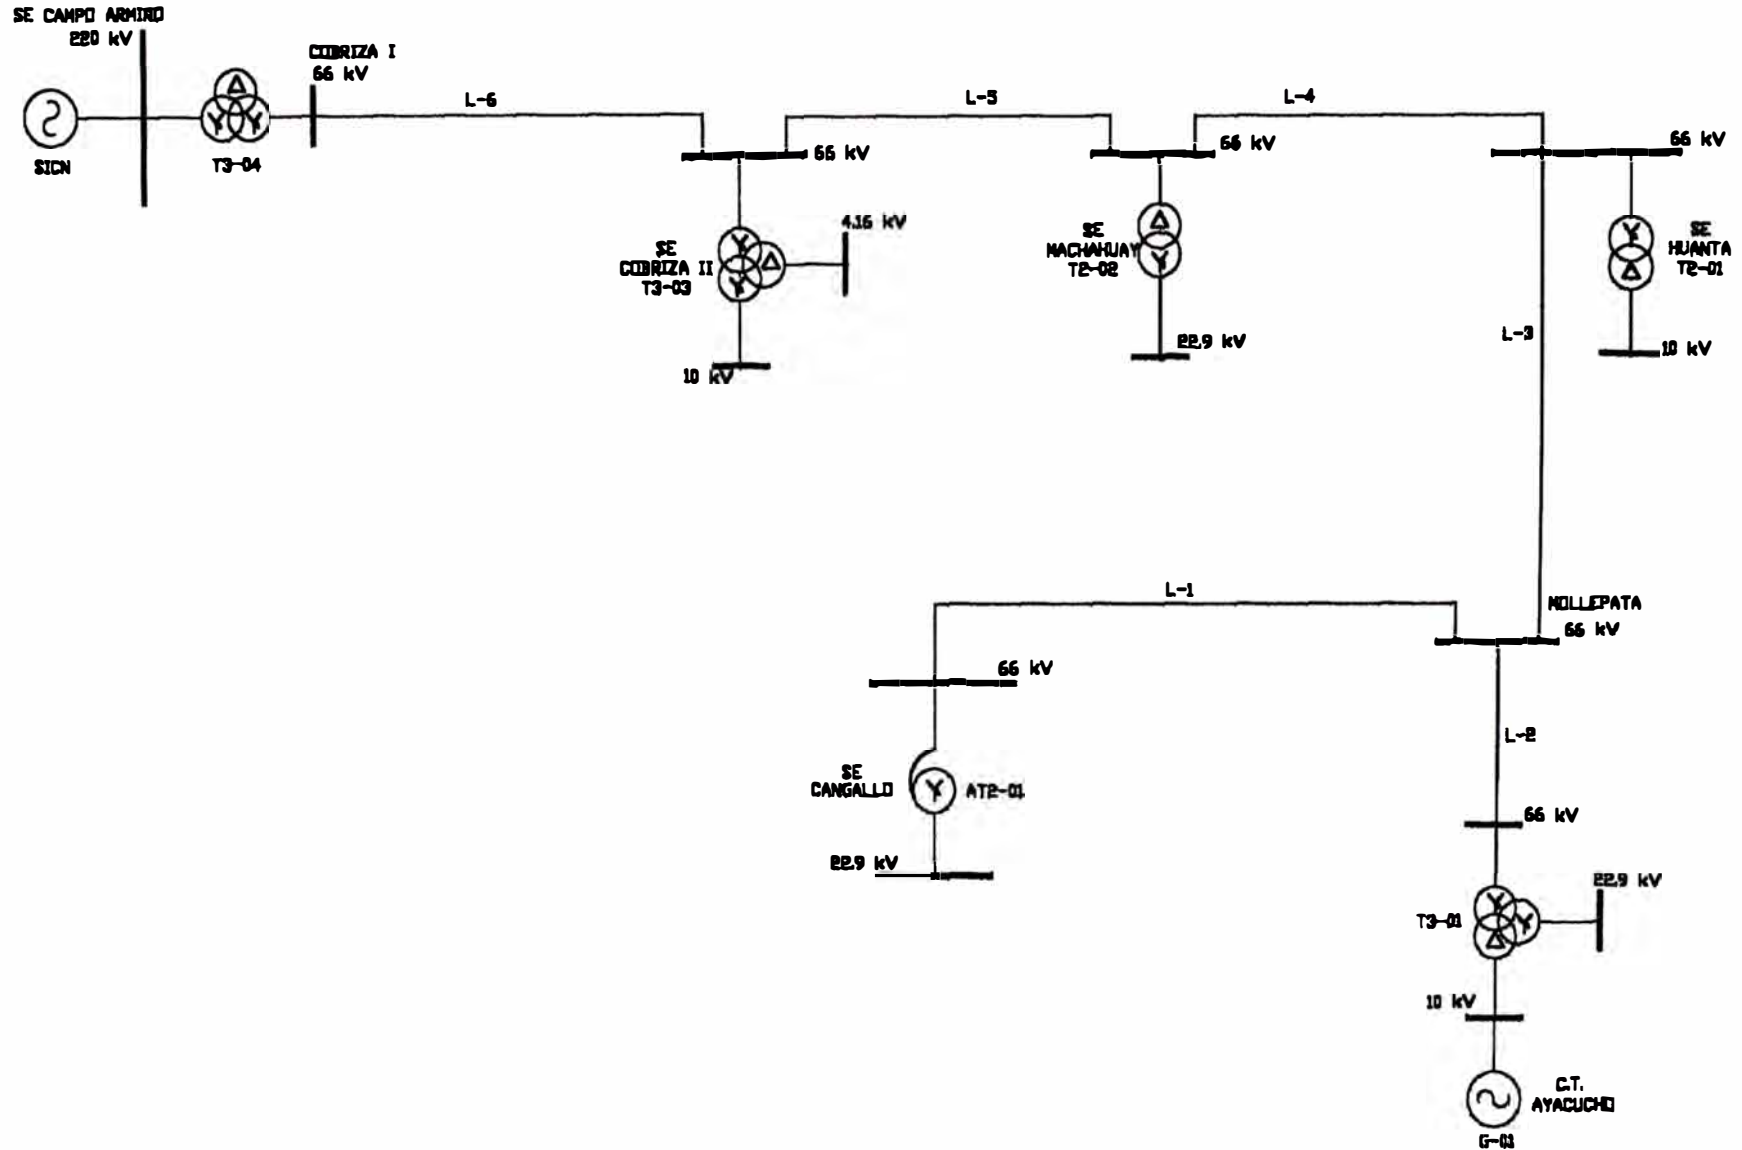 SE CAMPO ARMIÑO
220 kV
COBRIZA I
66 kV
L-6
L-5
L-4
SICN
T3-04
66 kV
66 kV
66 kV
4.16 kV
SE
COBRIZA II
T3-03
SE
MACHAHUAY
T2-02
SE
HUANTA
T2-01
10 kV
22.9 kV
L-3
10 kV
L-1
MOLLEPATA
66 kV
66 kV
L-2
SE
CANGALLO
AT2-01
66 kV
22.9 kV
22.9 kV
T3-01
10 kV
C.T.
AYACUCHO
G-01